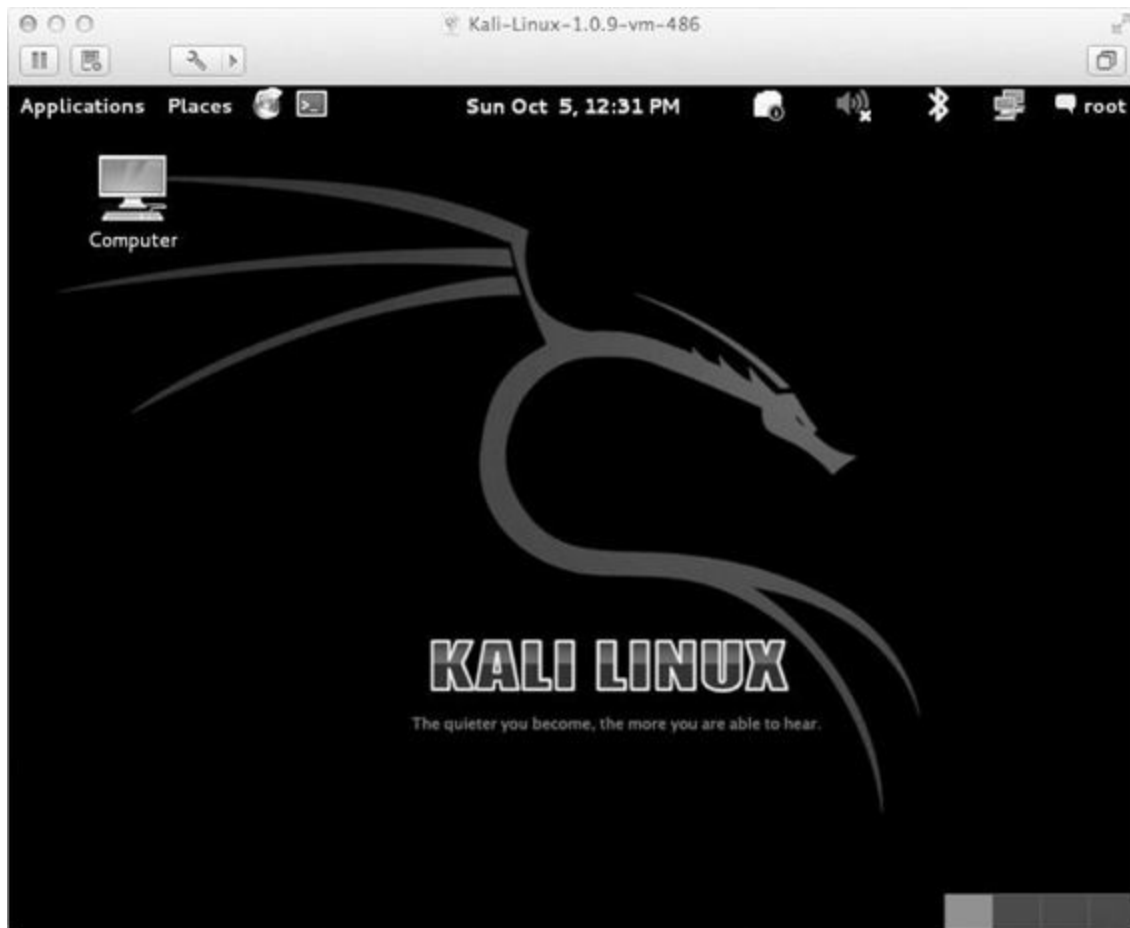 Kali-Linux-1.0.9-vm-486
Applications Places Sun Oct 5, 12:31 PM root
Computer
KALI LINUX
The quieter you become, the more you are able to hear.